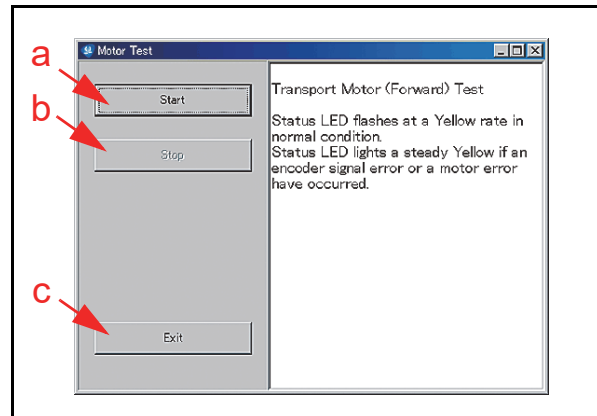 Motor Test
a
Start
b
Stop
c
Exit
Transport Motor (Forward) Test
Status LED flashes at a Yellow rate in
normal condition.
Status LED lights a steady Yellow if an
encoder signal error or a motor error
have occurred.